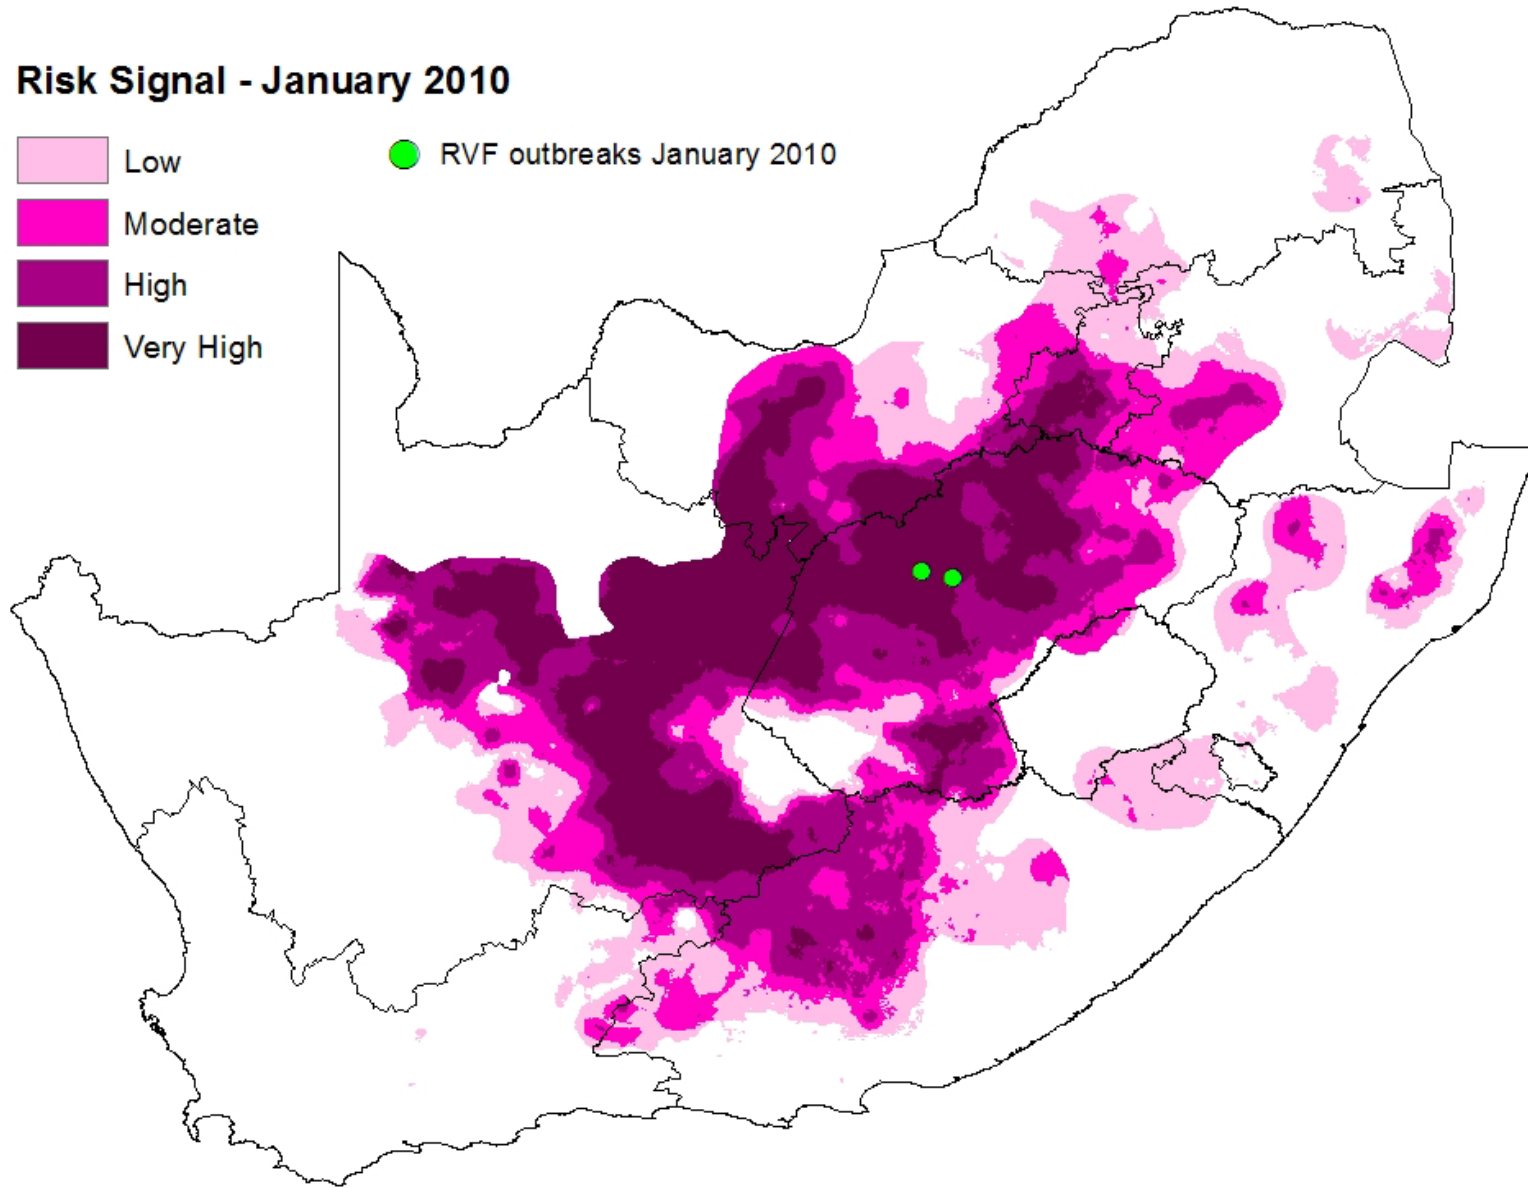 Risk Signal - January 2010
Low
RVF outbreaks January 2010
Moderate
High
Very High